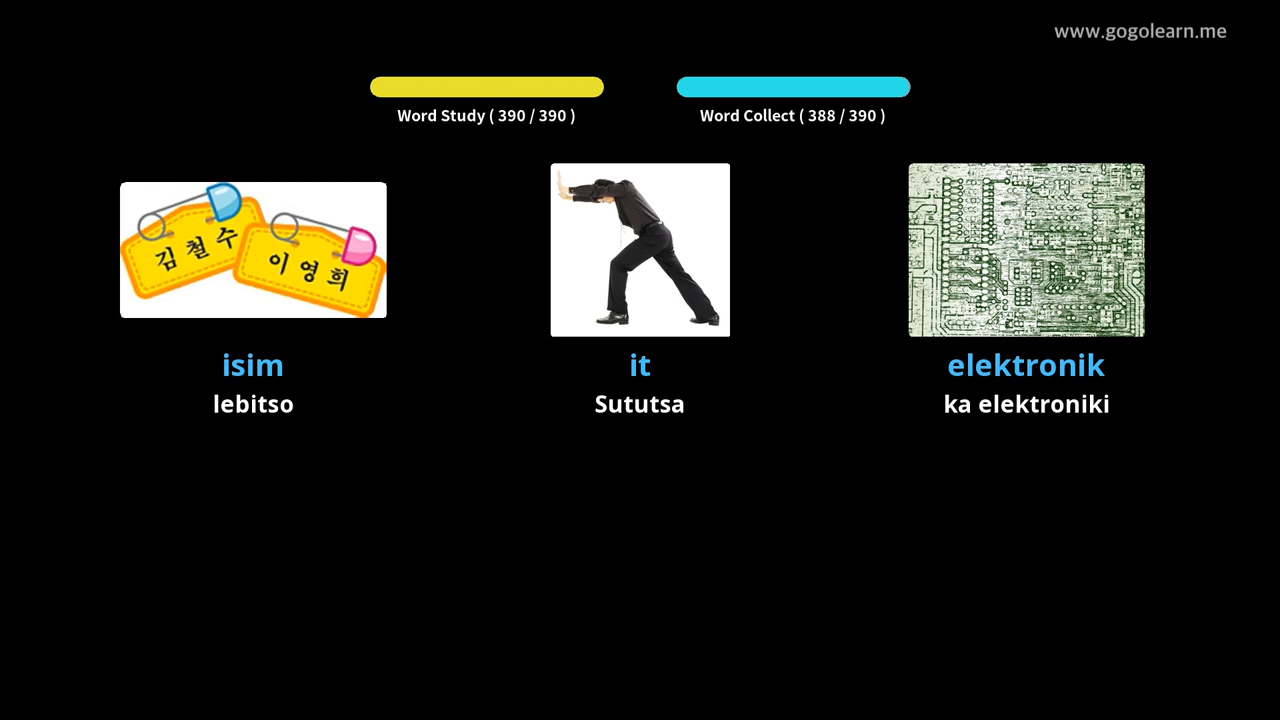 www.gogolearn.me
Word Study ( 390 / 390 )
Word Collect ( 388 / 390 )
김철수
이영희
isim
it
elektronik
lebitso
Sututsa
ka elektroniki